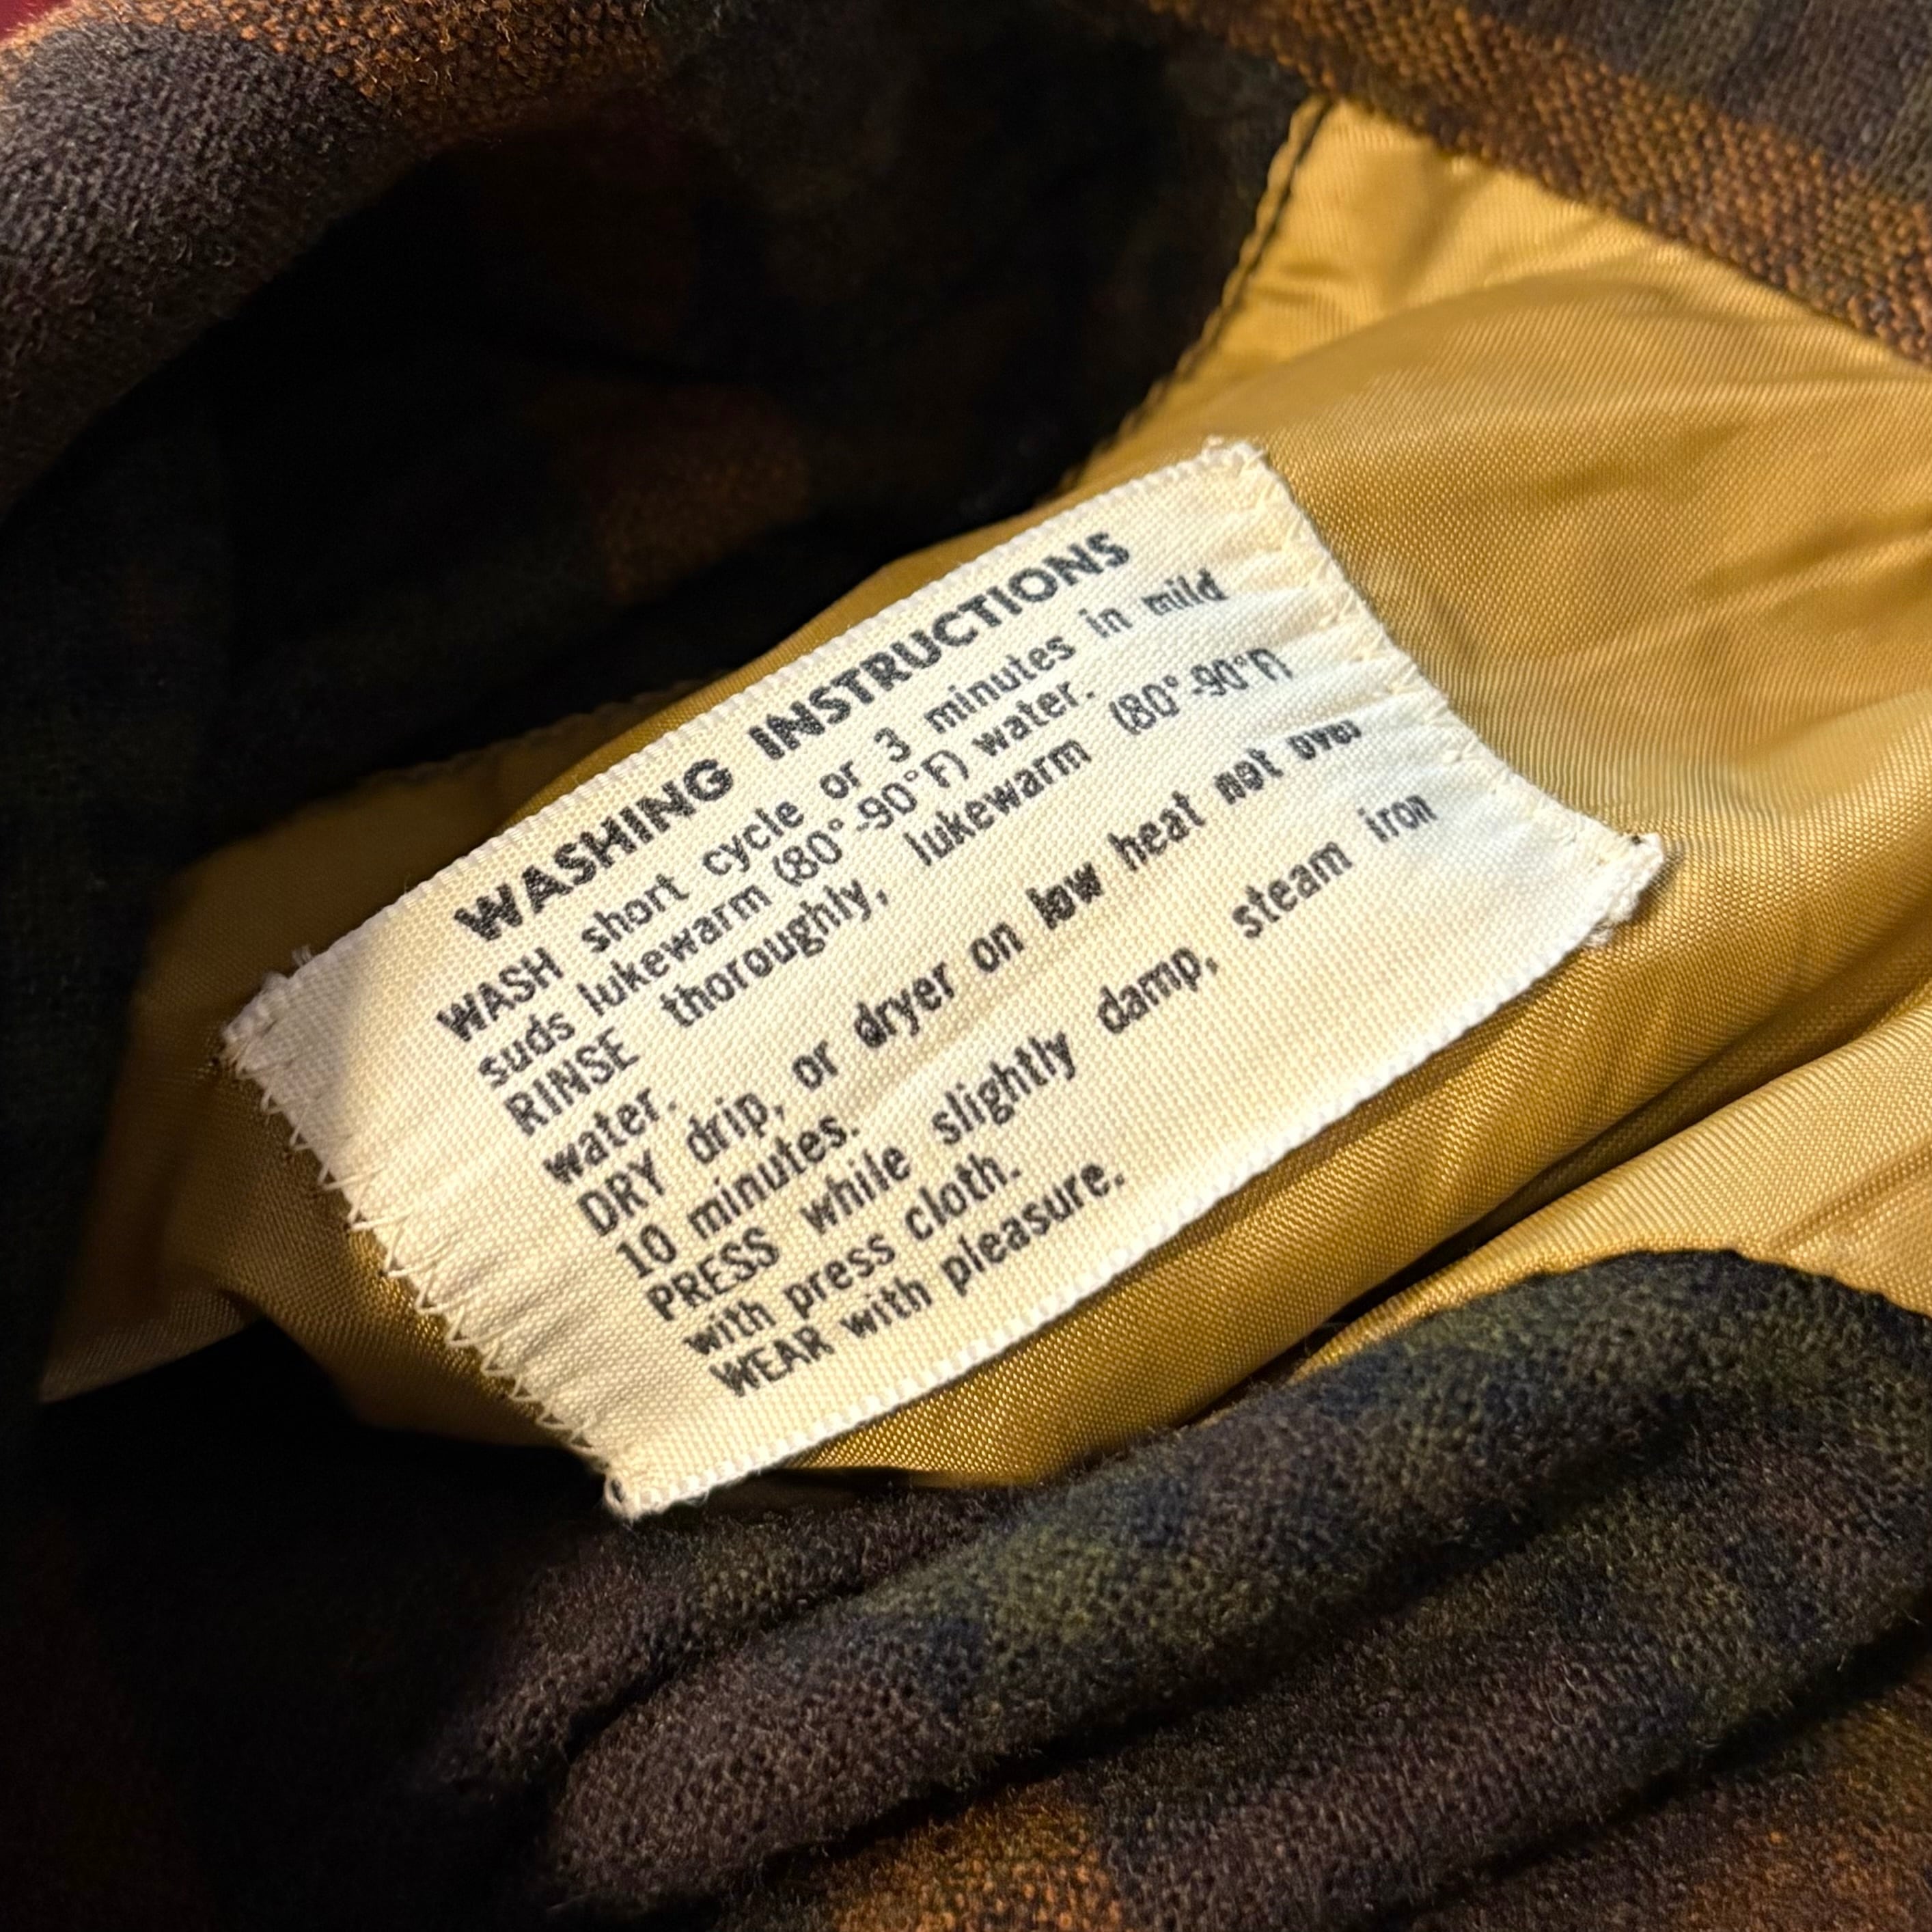 WASHING INSTRUCTIONS
WASH short cycle or 3 minutes in mild
suds lukewarm (80°-90°F) water.
RINSE thoroughly, lukewarm (80°-90°F)
water.
DRY drip, or dryer on low heat not over
10 minutes.
PRESS while slightly damp, steam iron
with press cloth.
WEAR with pleasure.